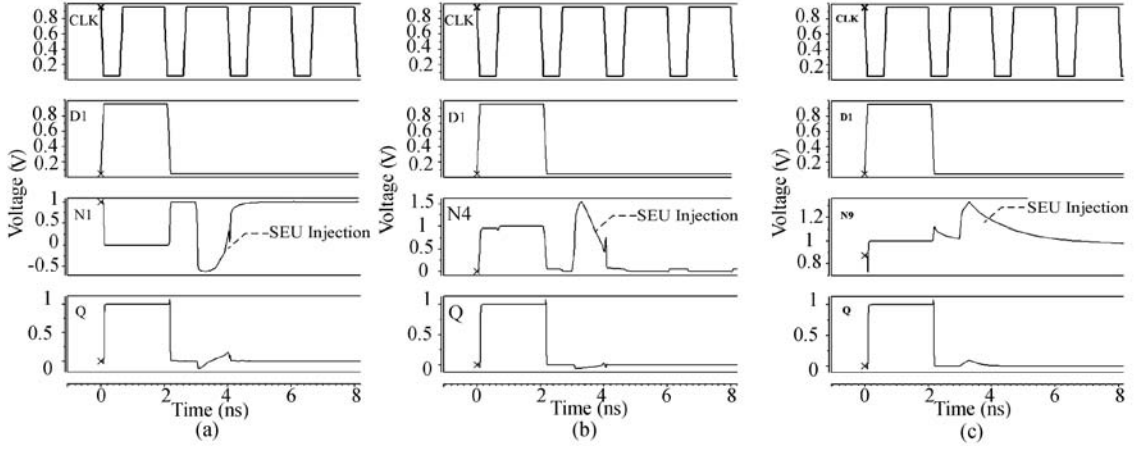 CLK
0.8
0.6
0.4
0.2
D1
0.8
0.6
0.4
0.2
N1
1
0.5
0
-0.5
SEU Injection
Q
1
0.5
0
Voltage (V)
0 2 4 6 8
Time (ns)
(a)
CLK
0.8
0.6
0.4
0.2
D1
0.8
0.6
0.4
0.2
N4
1.5
1
0.5
0
SEU Injection
Q
1
0.5
0
Voltage (V)
0 2 4 6 8
Time (ns)
(b)
CLK
0.8
0.6
0.4
0.2
D1
0.8
0.6
0.4
0.2
N9
1.2
1
0.8
SEU Injection
Q
1
0.5
0
Voltage (V)
0 2 4 6 8
Time (ns)
(c)